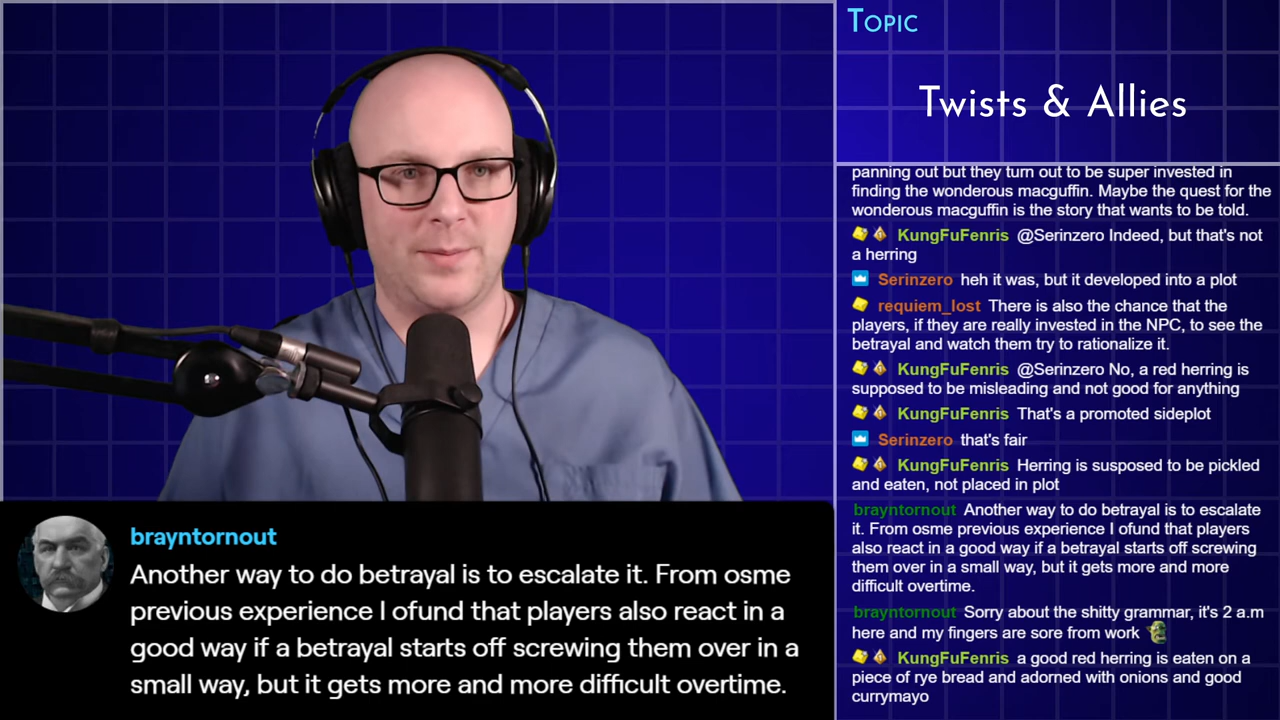 Topic
Twists & Allies
panning out but they turn out to be super invested in
finding the wonderous macguffin. Maybe the quest for the
wonderous macguffin is the story that wants to be told.
KungFuFenris @Serinzero Indeed, but that's not
a herring
Serinzero heh it was, but it developed into a plot
requiem_lost There is also the chance that the
players, if they are really invested in the NPC, to see the
betrayal and watch them try to rationalize it.
KungFuFenris @Serinzero No, a red herring is
supposed to be misleading and not good for anything
KungFuFenris That's a promoted sideplot
Serinzero that's fair
KungFuFenris Herring is susposed to be pickled
and eaten, not placed in plot
brayntornout Another way to do betrayal is to escalate
it. From osme previous experience I ofund that players
also react in a good way if a betrayal starts off screwing
them over in a small way, but it gets more and more
difficult overtime.
brayntornout Sorry about the shitty grammar, it's 2 a.m
here and my fingers are sore from work
KungFuFenris a good red herring is eaten on a
piece of rye bread and adorned with onions and good
currymayo
brayntornout
Another way to do betrayal is to escalate it. From osme
previous experience I ofund that players also react in a
good way if a betrayal starts off screwing them over in a
small way, but it gets more and more difficult overtime.